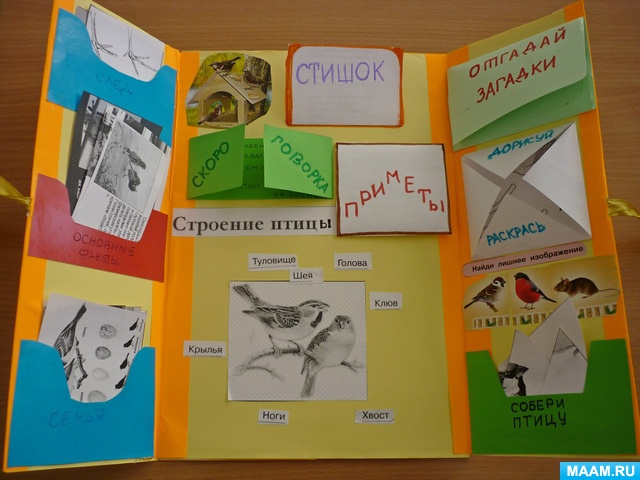 СЛЕД
ОСНОВНЫЕ
ФАКТЫ
СЕМЬЯ
СТИШОК
СКОРО
ГОВОРКА
ПРИМЕТЫ
Строение птицы
Туловище
Голова
Шея
Клюв
Крылья
Ноги
Хвост
ОТГАДАЙ
ЗАГАДКИ
ДОРИСУЙ
РАСКРАСЬ
Найди лишнее изображение
СОБЕРИ
ПТИЦУ
MAAM.RU